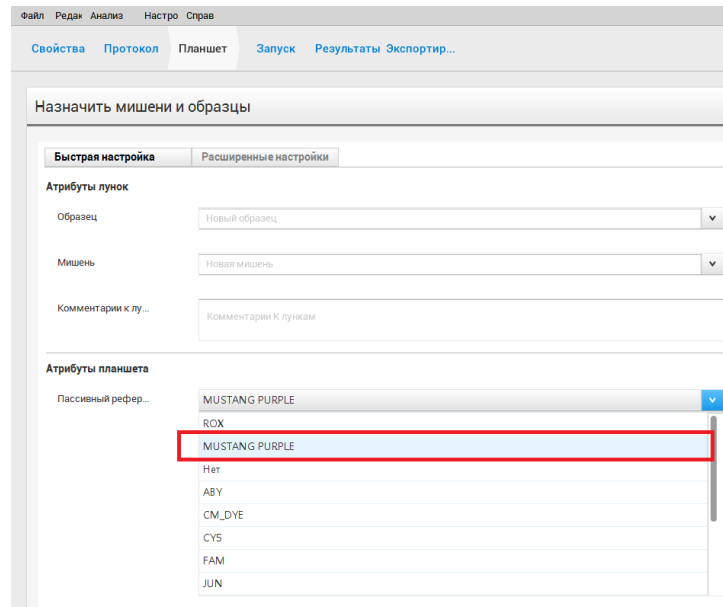 Файл Редак Анализ Настро Справ
Свойства Протокол Планшет Запуск Результаты Экспортир...
Назначить мишени и образцы
Быстрая настройка Расширенные настройки
Атрибуты лунок
Образец Новый образец
Мишень Новая мишень
Комментарии к лу... Комментарии К лункам
Атрибуты планшета
Пассивный рефер... MUSTANG PURPLE
ROX
MUSTANG PURPLE
Нет
ABY
CM_DYE
CY5
FAM
JUN